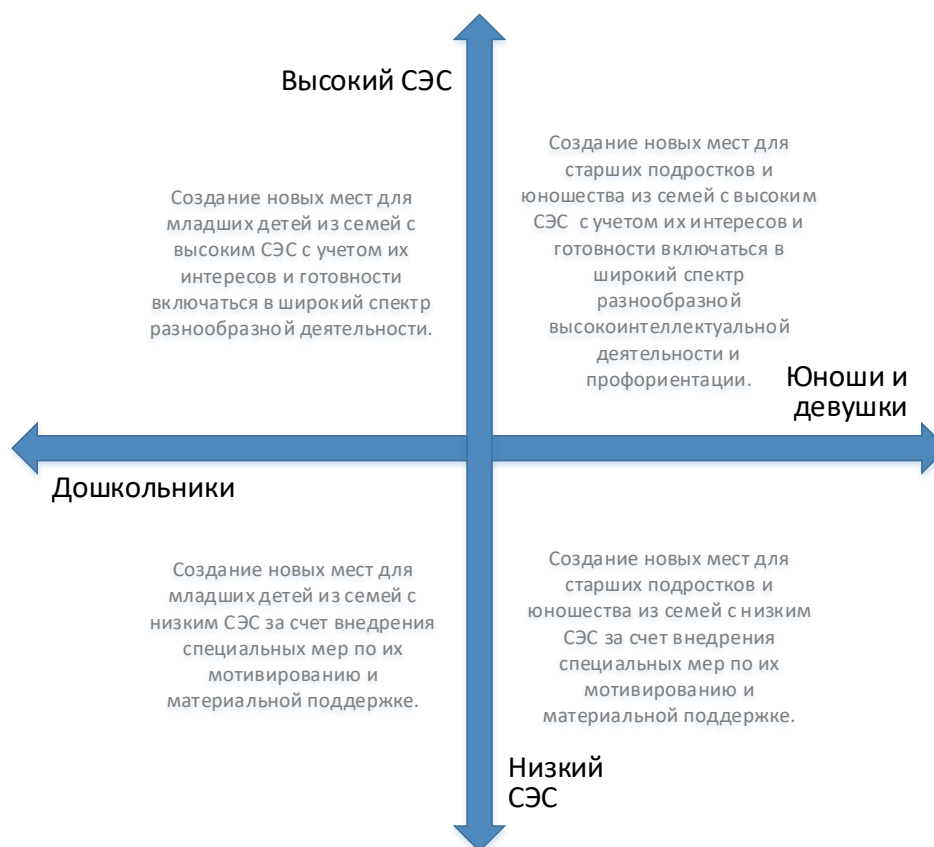 Высокий СЭС
Создание новых мест для
младших детей из семей с
высоким СЭС с учетом их
интересов и готовности
включаться в широкий спектр
разнообразной деятельности.
Создание новых мест для
старших подростков и
юношества из семей с высоким
СЭС с учетом их интересов и
готовности включаться в
широкий спектр
разнообразной
высокоинтеллектуальной
деятельности и
профориентации.
Юноши и
девушки
Дошкольники
Создание новых мест для
младших детей из семей с
низким СЭС за счет внедрения
специальных мер по их
мотивированию и
материальной поддержке.
Создание новых мест для
старших подростков и
юношества из семей с низким
СЭС за счет внедрения
специальных мер по их
мотивированию и
материальной поддержке.
Низкий
СЭС